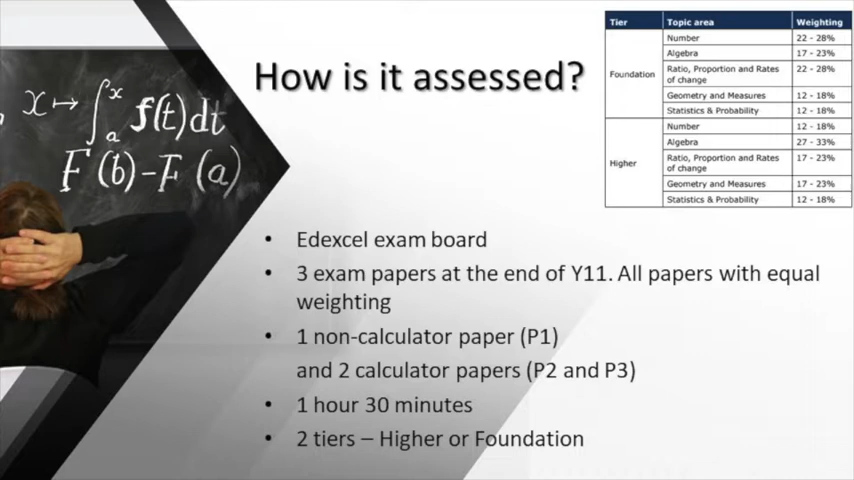 How is it assessed?
Tier Topic area Weighting
Foundation
Number 22 - 28%
Algebra 17 - 23%
Ratio, Proportion and Rates of change 22 - 28%
Geometry and Measures 12 - 18%
Statistics & Probability 12 - 18%
Higher
Number 12 - 18%
Algebra 27 - 33%
Ratio, Proportion and Rates of change 17 - 23%
Geometry and Measures 17 - 23%
Statistics & Probability 12 - 18%
x ↦ ∫ₐˣ f(t)dt
F(b)-F(a)
• Edexcel exam board
• 3 exam papers at the end of Y11. All papers with equal
weighting
• 1 non-calculator paper (P1)
and 2 calculator papers (P2 and P3)
• 1 hour 30 minutes
• 2 tiers – Higher or Foundation